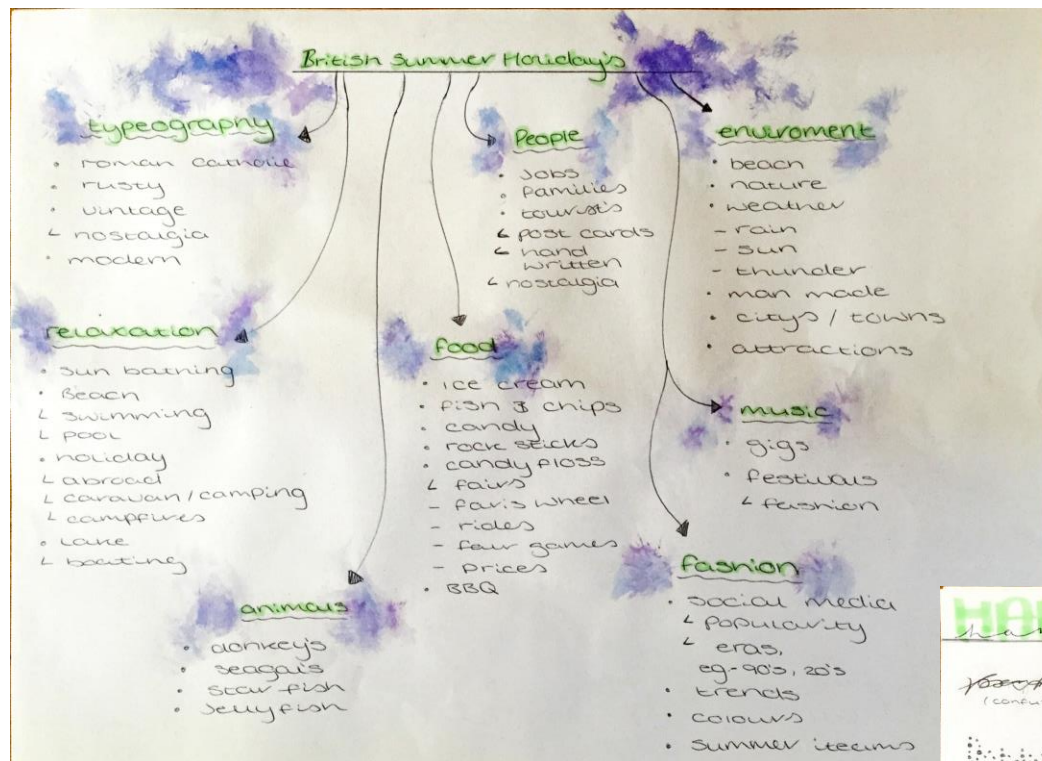 British Summer Holiday's
typeography
• roman catholic
• rusty
• vintage
↳ nostalgia
• modern
People
• Jobs
• families
• tourist's
↳ post cards
↳ hand
written
↳ nostalgia
enviroment
• beach
• nature
• weather
- rain
- sun
- thunder
• man made
• citys / towns
• attractions
relaxation
• sun bathing
• Beach
↳ swimming
↳ pool
• holiday
↳ abroad
↳ caravan/camping
↳ campfires
• Lake
↳ boating
food
• ice cream
• fish & chips
• candy
• rock sticks
• candy floss
↳ fairs
- faris wheel
- rides
- fair games
- prices
• BBQ
music
• gigs
• festivals
↳ fashion
animals
• donkey's
• seagal's
• star fish
• Jellyfish
fashion
• social media
↳ popularity
↳ eras,
eg-90's, 20's
• trends
• colours
• summer iteams